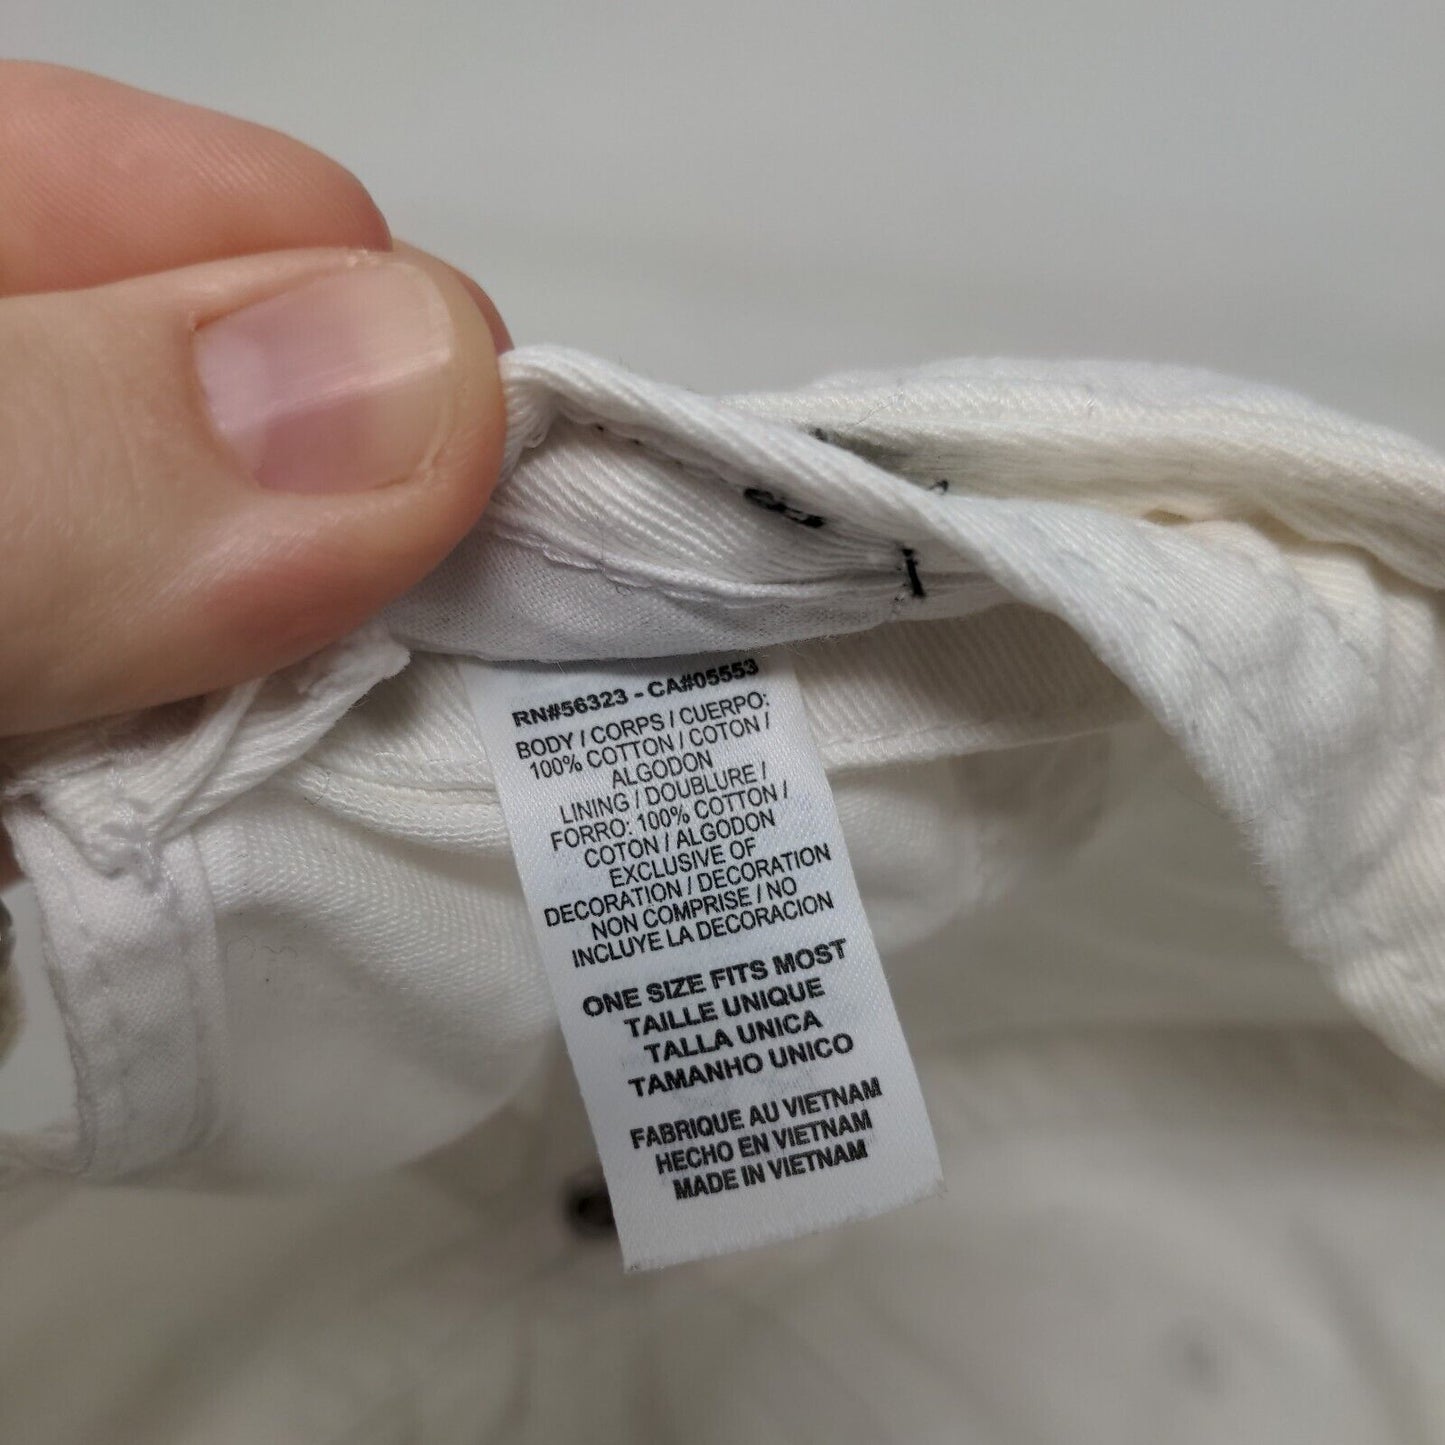 RN#56323 - CA#05553
BODY / CORPS / CUERPO:
100% COTTON / COTON /
ALGODON
LINING / DOUBLURE /
FORRO: 100% COTTON /
COTON / ALGODON
EXCLUSIVE OF
DECORATION / DECORATION
NON COMPRISE / NO
INCLUYE LA DECORACION
ONE SIZE FITS MOST
TAILLE UNIQUE
TALLA UNICA
TAMANHO UNICO
FABRIQUE AU VIETNAM
HECHO EN VIETNAM
MADE IN VIETNAM